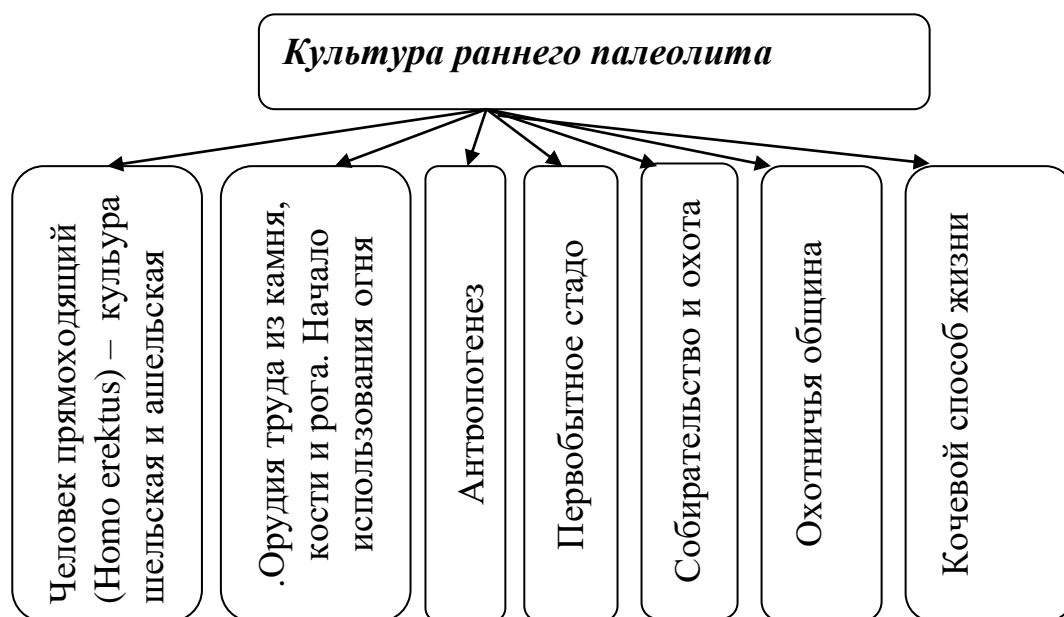 Культура раннего палеолита
Человек прямоходящий
(Homo erektus) – кульура
шельская и ашельская
.Орудия труда из камня,
кости и рога. Начало
использования огня
Антропогенез
Первобытное стадо
Собирательство и охота
Охотничья община
Кочевой способ жизни